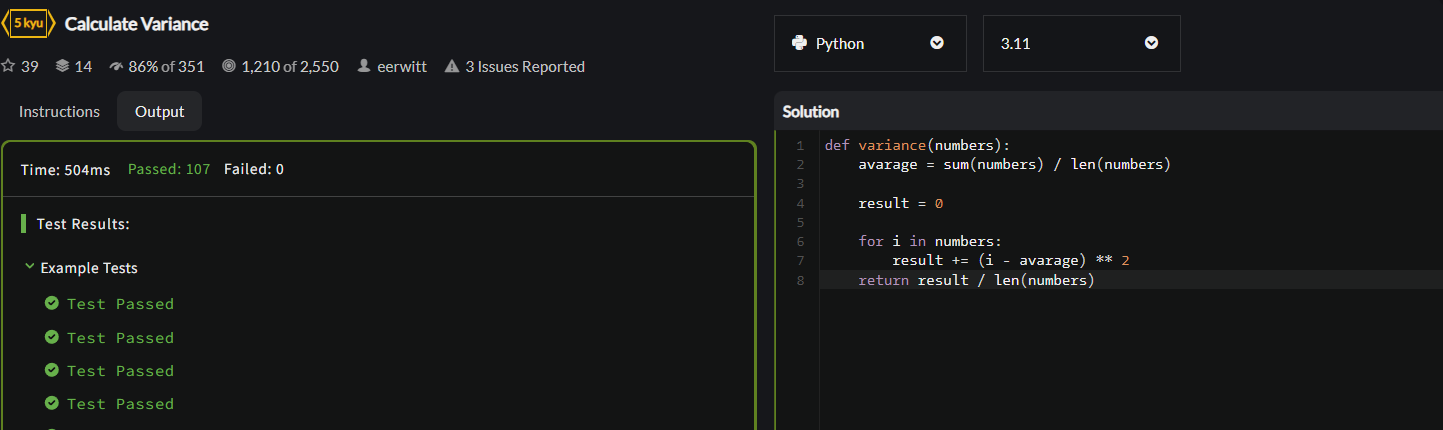 5 kyu Calculate Variance
39 14 86% of 351 1,210 of 2,550 eerwitt 3 Issues Reported
Python 3.11
Instructions Output
Time: 504ms Passed: 107 Failed: 0
Test Results:
Example Tests
Test Passed
Test Passed
Test Passed
Test Passed
Solution
1 def variance(numbers):
2     avarage = sum(numbers) / len(numbers)
3
4     result = 0
5
6     for i in numbers:
7         result += (i - avarage) ** 2
8     return result / len(numbers)